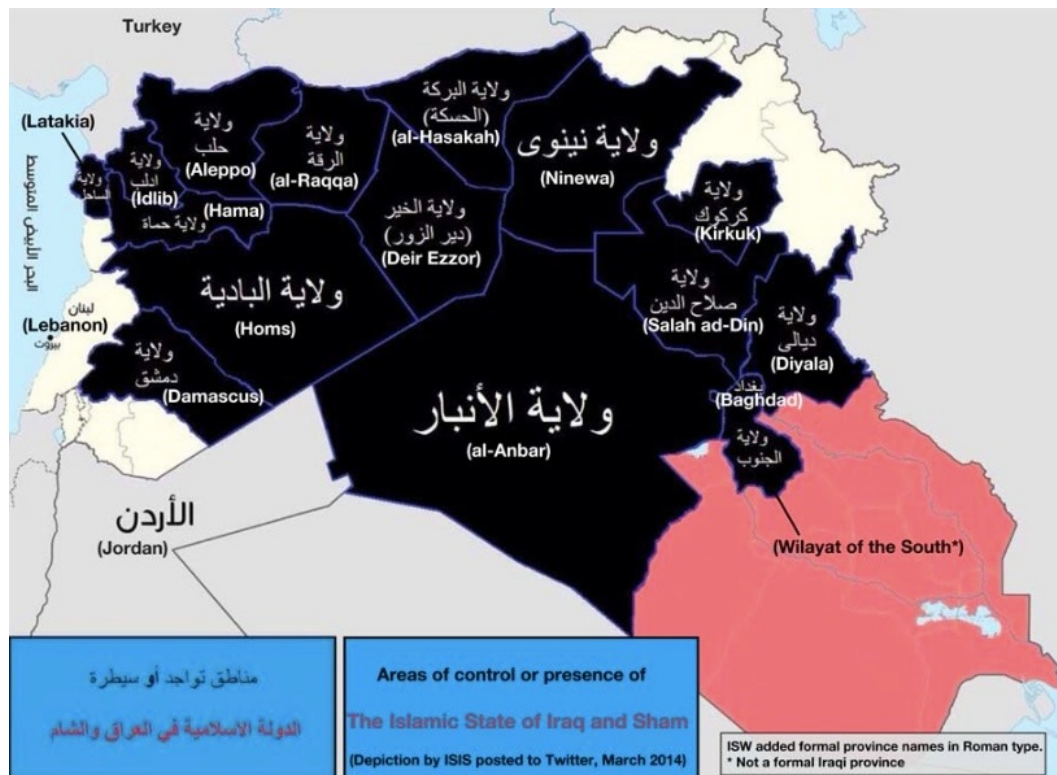 Turkey
ولاية البركة
(الحسكة)
(al-Hasakah)
(Latakia)
ولاية
حلب
(Aleppo)
ولاية
الرقة
(al-Raqqa)
ولاية نينوى
(Ninewa)
ولاية
ادلب
(Idlib)
ولاية
الساحل
(Hama)
ولاية حماة
ولاية الخير
(دير الزور)
(Deir Ezzor)
ولاية
كركوك
(Kirkuk)
البحر الأبيض المتوسط
ولاية البادية
(Homs)
ولاية
صلاح الدين
(Salah ad-Din)
ولاية
ديالى
(Diyala)
لبنان
(Lebanon)
بيروت
ولاية
دمشق
(Damascus)
بغداد
(Baghdad)
ولاية الأنبار
(al-Anbar)
ولاية
الجنوب
الأردن
(Jordan)
(Wilayat of the South*)
مناطق تواجد أو سيطرة
الدولة الاسلامية في العراق والشام
Areas of control or presence of
The Islamic State of Iraq and Sham
(Depiction by ISIS posted to Twitter, March 2014)
ISW added formal province names in Roman type.
* Not a formal Iraqi province